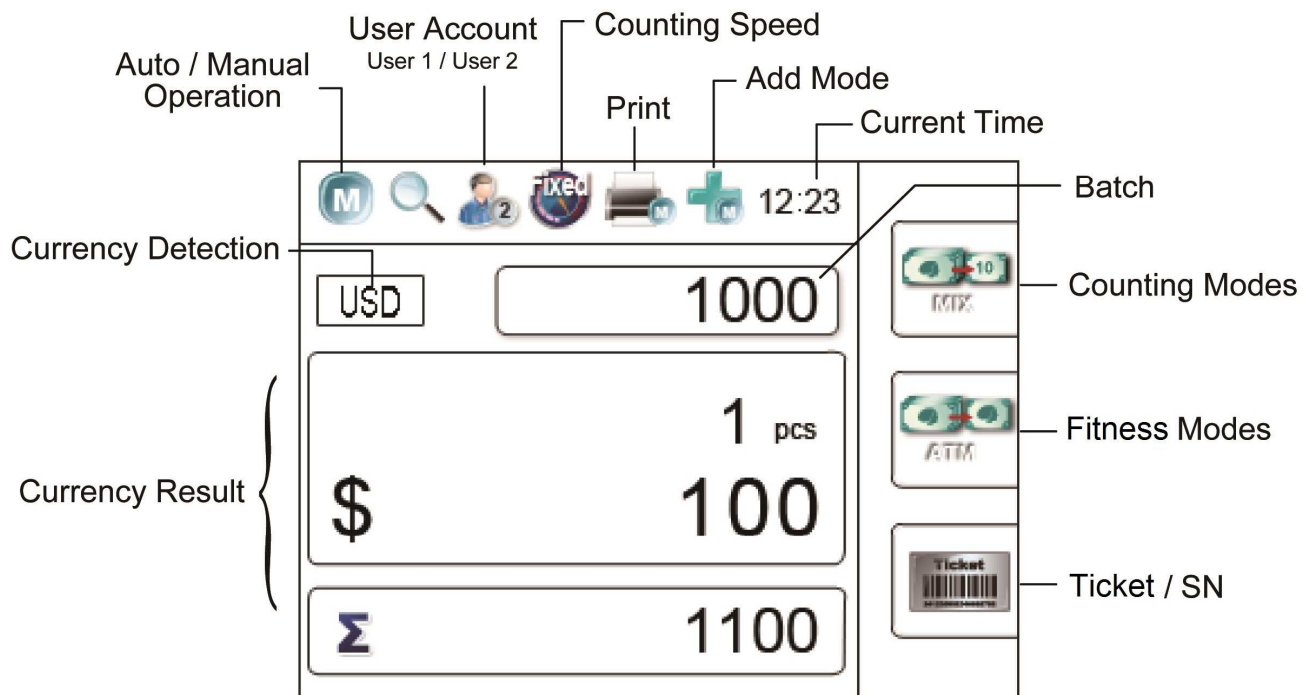 User Account
User 1 / User 2
Counting Speed
Auto / Manual
Operation
Add Mode
Print
Current Time
M
2
Fixed
M
M
12:23
Batch
Currency Detection
USD
1000
10
MIX
Counting Modes
1 pcs
ATM
Fitness Modes
Currency Result
$ 100
Ticket
Ticket / SN
Σ 1100